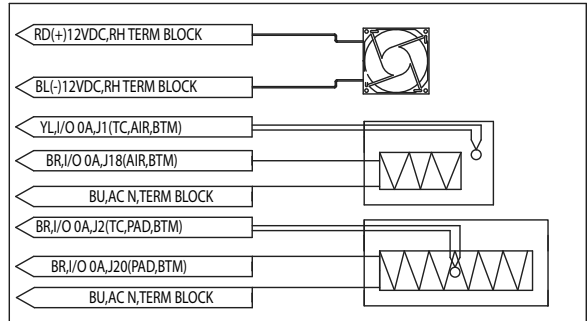 RD(+)12VDC,RH TERM BLOCK
BL(-)12VDC,RH TERM BLOCK
YL,I/O 0A,J1(TC,AIR,BTM)
BR,I/O 0A,J18(AIR,BTM)
BU,AC N,TERM BLOCK
BR,I/O 0A,J2(TC,PAD,BTM)
BR,I/O 0A,J20(PAD,BTM)
BU,AC N,TERM BLOCK